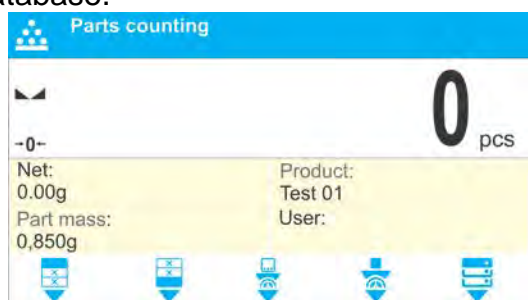 atabase.
Parts counting
0 pcs
→0←
Net:
0.00g
Part mass:
0,850g
Product:
Test 01
User: